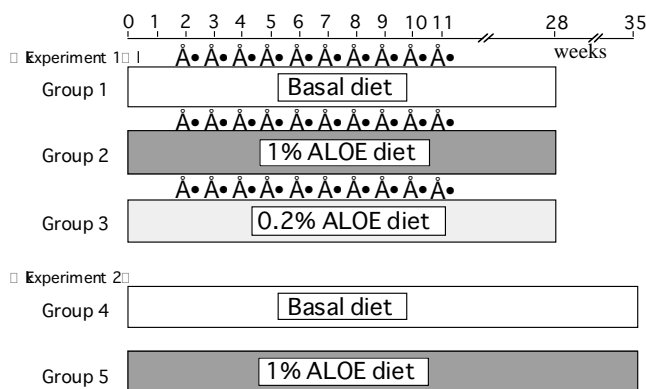 0 1 2 3 4 5 6 7 8 9 10 11 28 35
weeks
Experiment 1
Å• Å• Å• Å• Å• Å• Å• Å• Å• Å•
Group 1
Basal diet
Å• Å• Å• Å• Å• Å• Å• Å• Å• Å•
Group 2
1% ALOE diet
Å• Å• Å• Å• Å• Å• Å• Å• Å• Å•
Group 3
0.2% ALOE diet
Experiment 2
Group 4
Basal diet
Group 5
1% ALOE diet